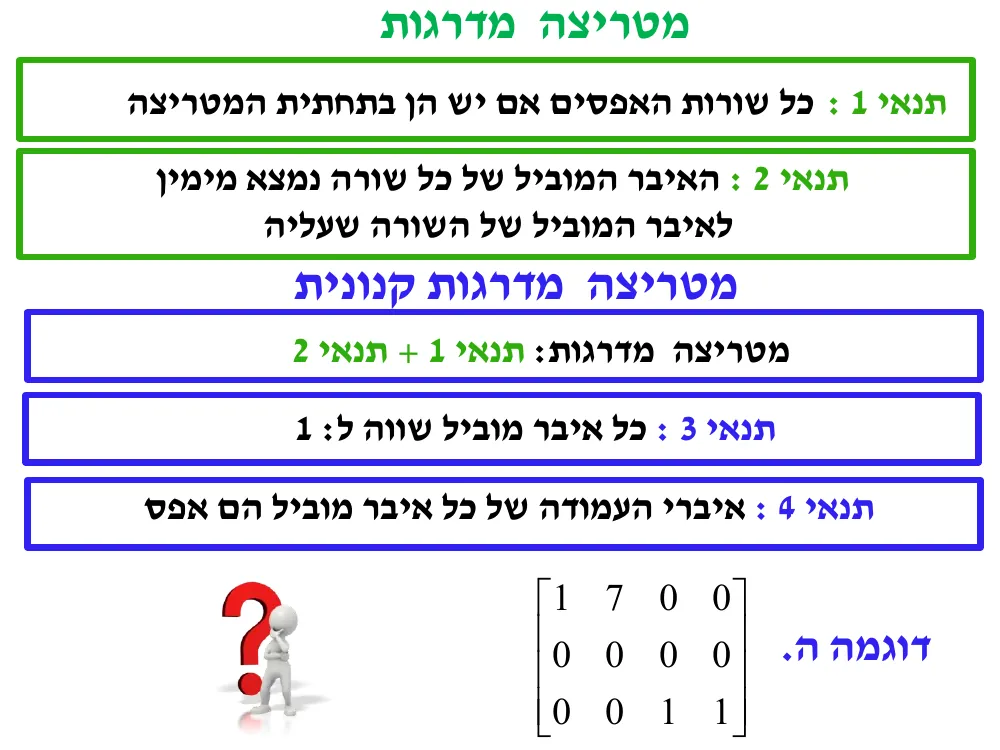 מטריצה מדרגות
תנאי 1 : כל שורות האפסים אם יש הן בתחתית המטריצה
תנאי 2 : האיבר המוביל של כל שורה נמצא מימין
לאיבר המוביל של השורה שעליה
מטריצה מדרגות קנונית
מטריצה מדרגות: תנאי 1 + תנאי 2
תנאי 3 : כל איבר מוביל שווה ל: 1
תנאי 4 : איברי העמודה של כל איבר מוביל הם אפס
דוגמה ה.
1 7 0 0
0 0 0 0
0 0 1 1
?